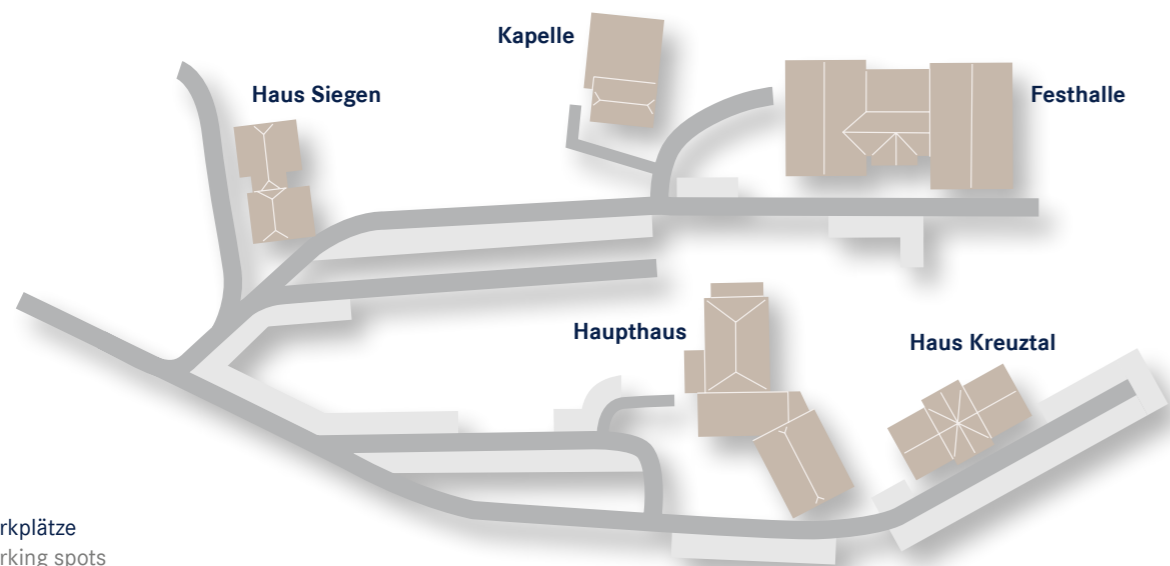 Kapelle
Haus Siegen
Festhalle
Haupthaus
Haus Kreuztal
rkplätze
rking spots